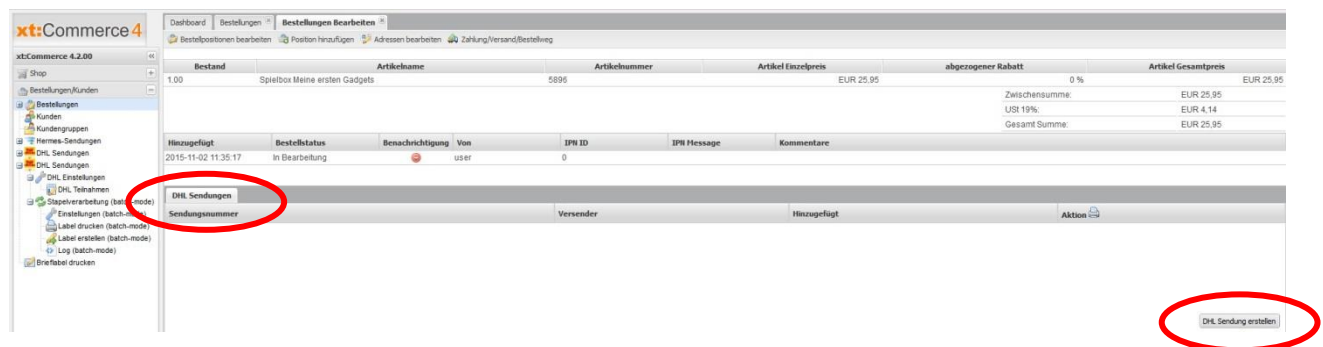 xt:Commerce 4
Dashboard Bestellungen Bestellungen Bearbeiten
Bestellpositionen bearbeiten Position hinzufügen Adressen bearbeiten Zahlung/Versand/Bestellweg
xt:Commerce 4.2.00
Shop
Bestellungen/Kunden
Bestellungen
Kunden
Kundengruppen
Hermes-Sendungen
DHL Sendungen
DHL Sendungen
DHL Einstellungen
DHL Teilnahmen
Stapelverarbeitung (batch-mode)
Einstellungen (batch-mode)
Label drucken (batch-mode)
Label erstellen (batch-mode)
Log (batch-mode)
Brieflabel drucken
Bestand Artikelname Artikelnummer Artikel Einzelpreis abgezogener Rabatt Artikel Gesamtpreis
1.00 Spielbox Meine ersten Gadgets 5896 EUR 25,95 0 % EUR 25,95
Zwischensumme: EUR 25,95
USt 19%: EUR 4,14
Gesamt Summe: EUR 25,95
Hinzugefügt Bestellstatus Benachrichtigung Von IPN ID IPN Message Kommentare
2015-11-02 11:35:17 In Bearbeitung user 0
DHL Sendungen
Sendungsnummer Versender Hinzugefügt Aktion
DHL Sendung erstellen